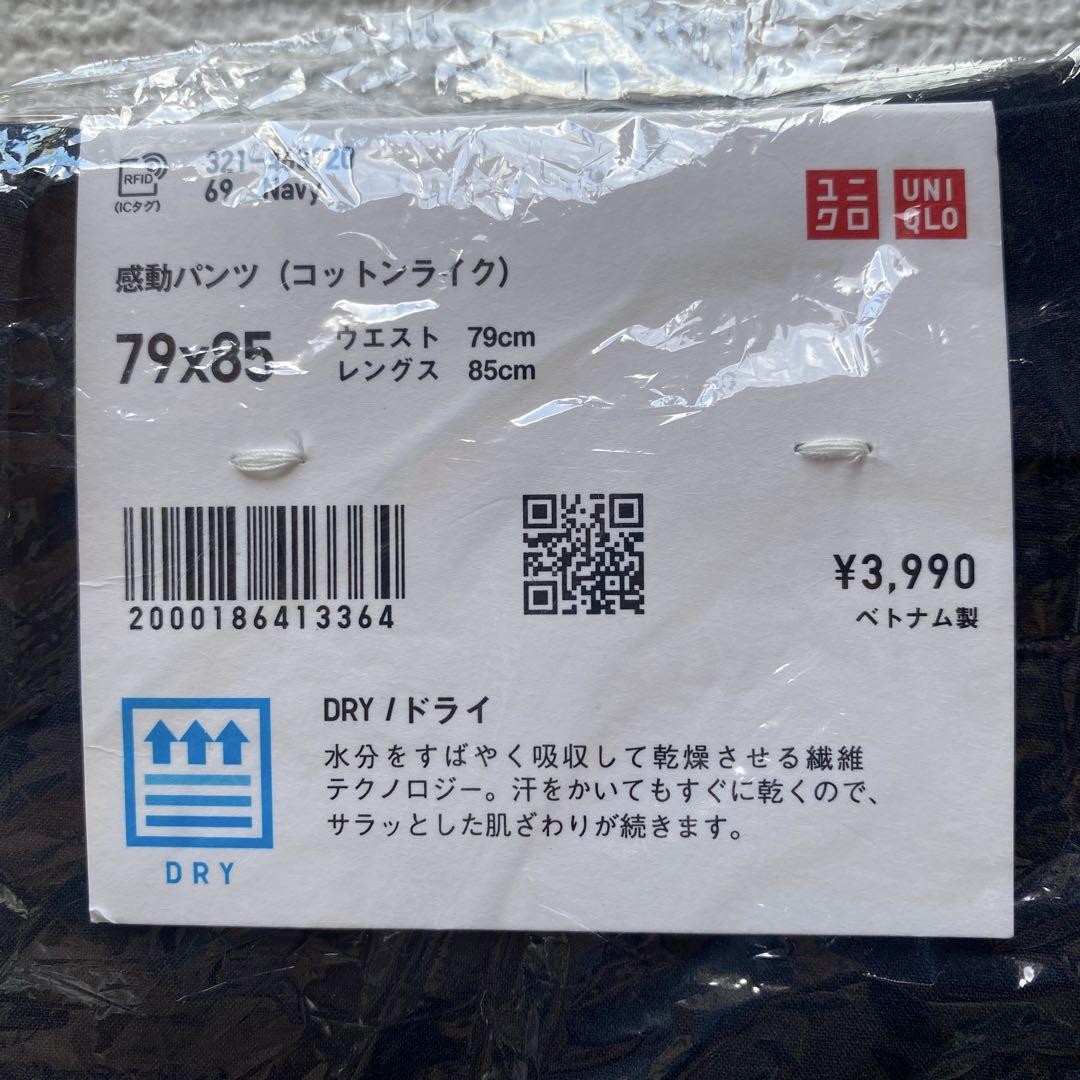 RFID
(ICタグ)
69 Navy
ユニクロ
UNIQLO
感動パンツ (コットンライク)
79x85
ウエスト 79cm
レングス 85cm
2000186413364
¥3,990
ベトナム製
DRY
DRY / ドライ
水分をすばやく吸収して乾燥させる繊維
テクノロジー。汗をかいてもすぐに乾くので、
サラッとした肌ざわりが続きます。